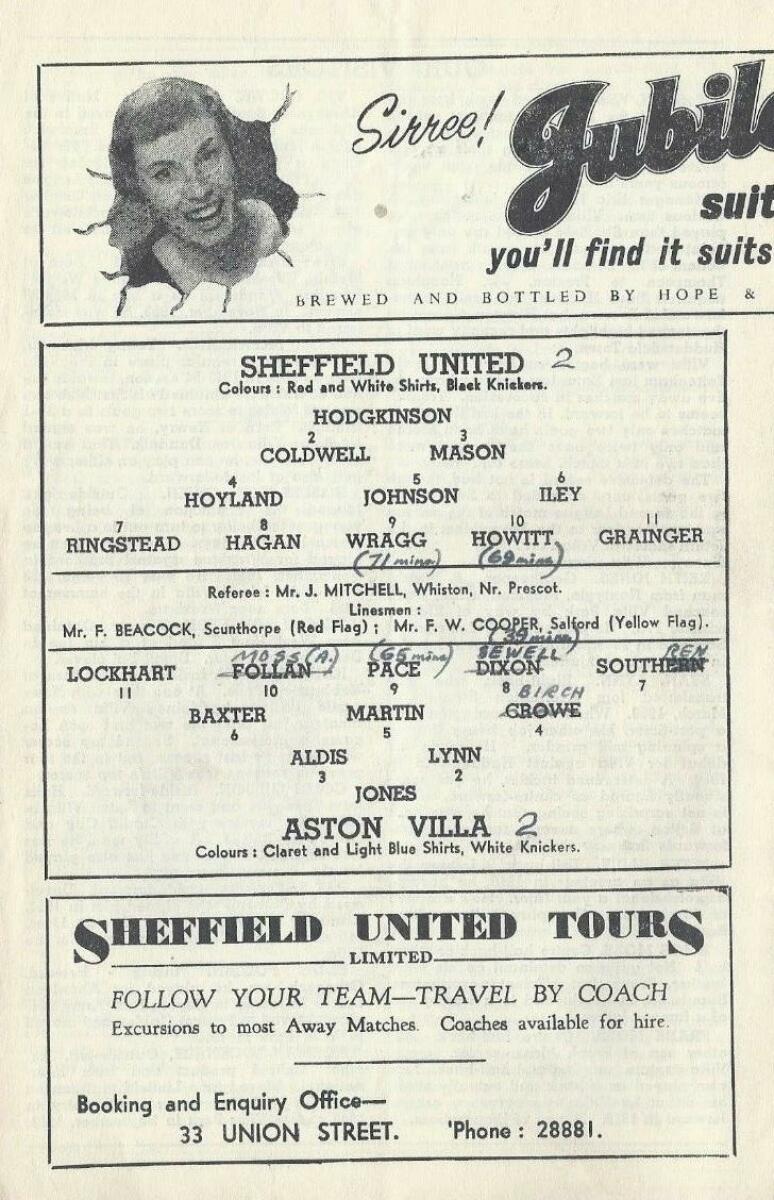 Sirree!
Jubil
suit
you'll find it suits
BREWED AND BOTTLED BY HOPE &
SHEFFIELD UNITED 2
Colours : Red and White Shirts, Black Knickers.
HODGKINSON
2 3
COLDWELL MASON
4 5 6
HOYLAND JOHNSON ILEY
7 8 9 10 11
RINGSTEAD HAGAN WRAGG HOWITT GRAINGER
(71 mins) (69 mins)
Referee : Mr. J. MITCHELL, Whiston, Nr. Prescot.
Linesmen :
Mr. F. BEACOCK, Scunthorpe (Red Flag) ; Mr. F. W. COOPER, Salford (Yellow Flag).
(39 mins)
MOSS (A.) (65 mins) SEWELL REN
LOCKHART FOLLAN PACE DIXON SOUTHERN
11 10 9 8 7
BIRCH
BAXTER MARTIN CROWE
6 5 4
ALDIS LYNN
3 2
JONES
ASTON VILLA 2
Colours : Claret and Light Blue Shirts, White Knickers.
SHEFFIELD UNITED TOURS
LIMITED
FOLLOW YOUR TEAM—TRAVEL BY COACH
Excursions to most Away Matches. Coaches available for hire.
Booking and Enquiry Office—
33 UNION STREET. 'Phone : 28881.